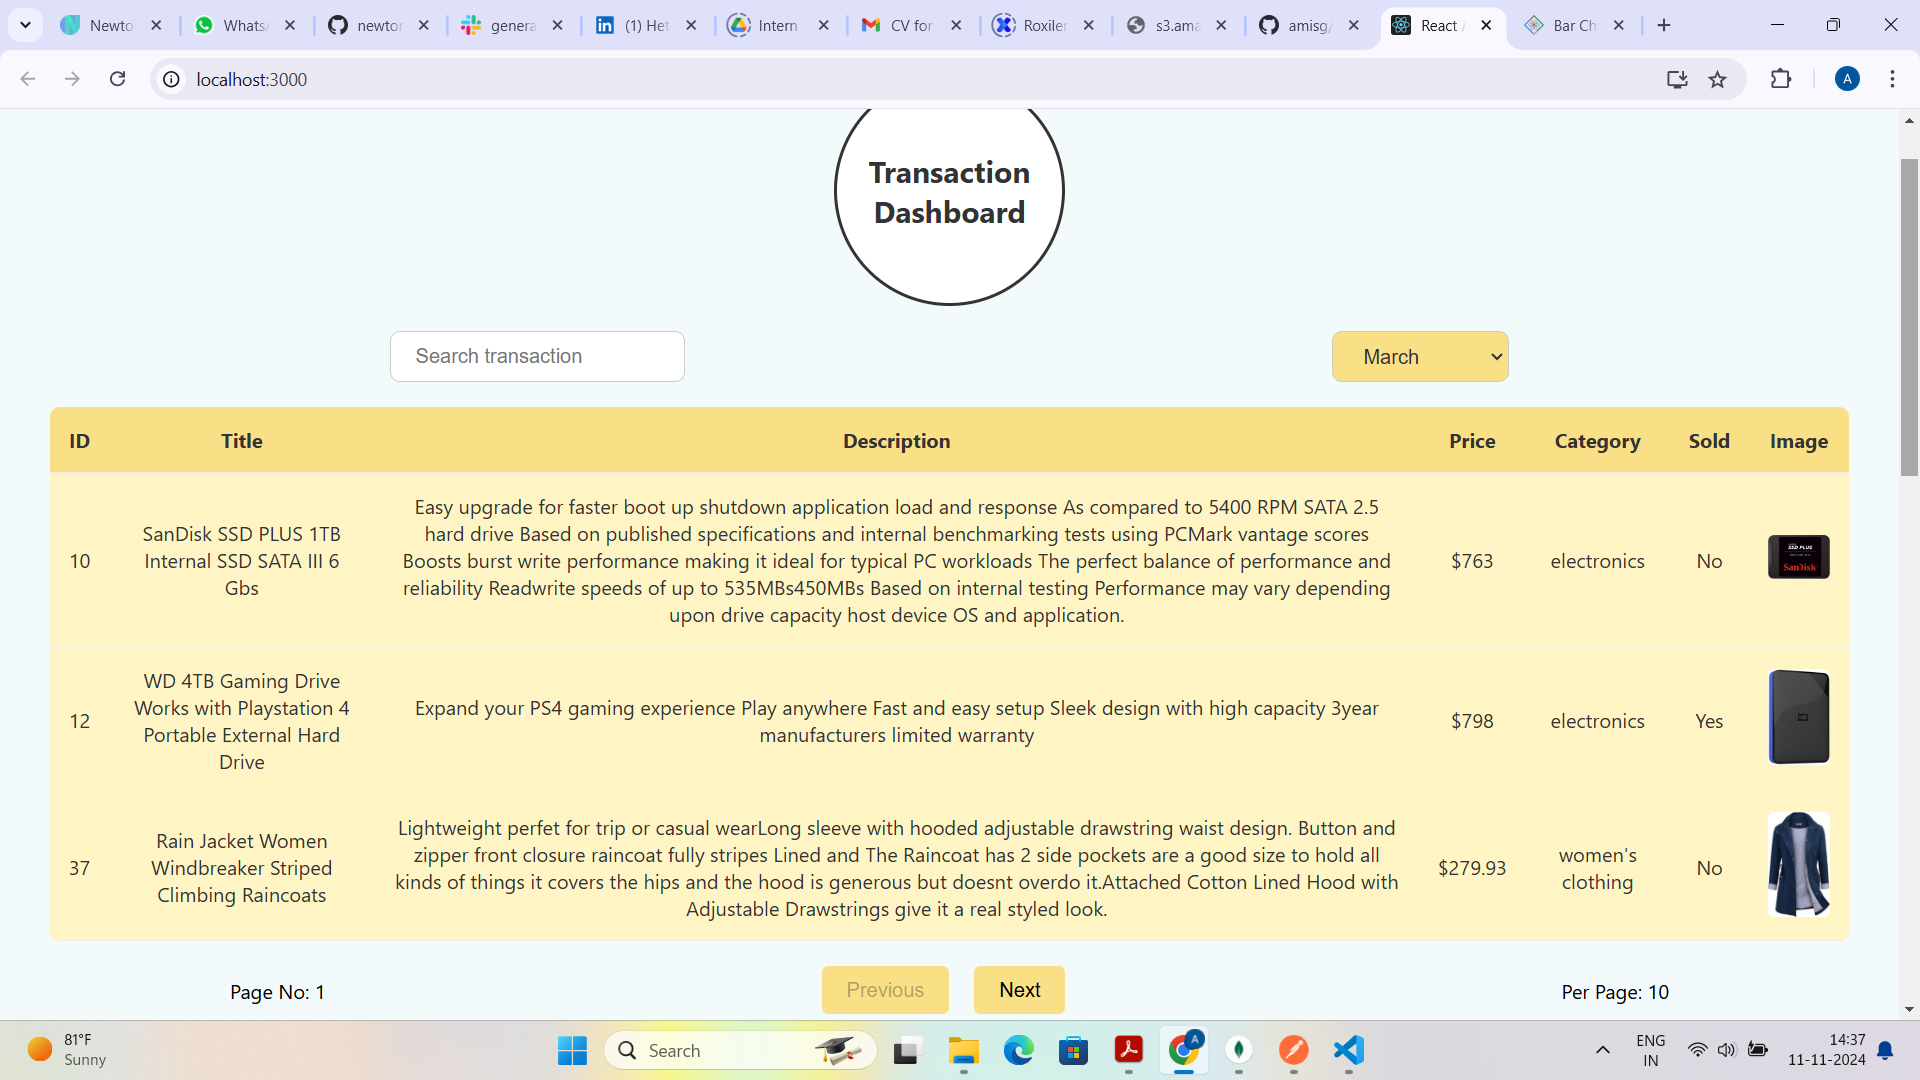 Newto
Whats
newtor
genera
(1) Het
Intern
CV for
Roxiler
s3.ama
amisg/
React A
Bar Ch
localhost:3000
A
Transaction
Dashboard
Search transaction
March
ID Title Description Price Category Sold Image
10
SanDisk SSD PLUS 1TB
Internal SSD SATA III 6
Gbs
Easy upgrade for faster boot up shutdown application load and response As compared to 5400 RPM SATA 2.5
hard drive Based on published specifications and internal benchmarking tests using PCMark vantage scores
Boosts burst write performance making it ideal for typical PC workloads The perfect balance of performance and
reliability Readwrite speeds of up to 535MBs450MBs Based on internal testing Performance may vary depending
upon drive capacity host device OS and application.
$763
electronics
No
SSD PLUS
SanDisk
12
WD 4TB Gaming Drive
Works with Playstation 4
Portable External Hard
Drive
Expand your PS4 gaming experience Play anywhere Fast and easy setup Sleek design with high capacity 3year
manufacturers limited warranty
$798
electronics
Yes
37
Rain Jacket Women
Windbreaker Striped
Climbing Raincoats
Lightweight perfet for trip or casual wearLong sleeve with hooded adjustable drawstring waist design. Button and
zipper front closure raincoat fully stripes Lined and The Raincoat has 2 side pockets are a good size to hold all
kinds of things it covers the hips and the hood is generous but doesnt overdo it.Attached Cotton Lined Hood with
Adjustable Drawstrings give it a real styled look.
$279.93
women's
clothing
No
Page No: 1
Previous
Next
Per Page: 10
81°F
Sunny
Search
A
ENG
IN
14:37
11-11-2024